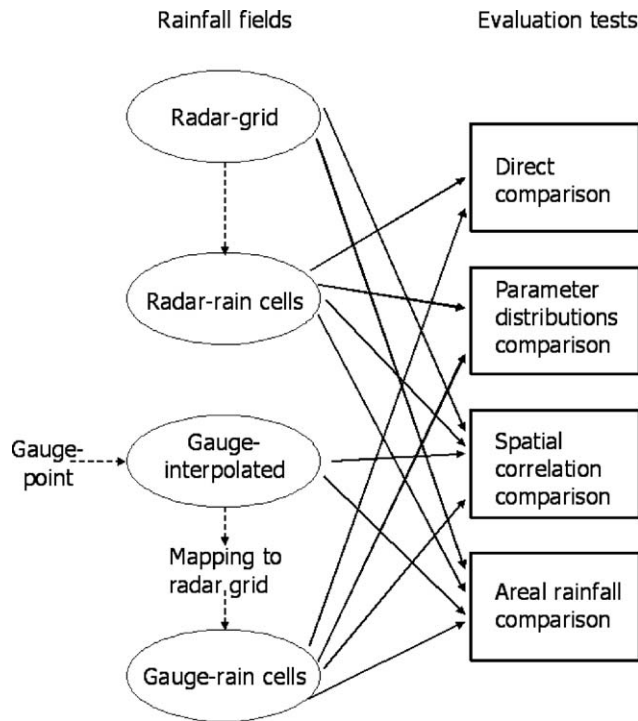 Rainfall fields
Evaluation tests
Radar-grid
Direct
comparison
Radar-rain cells
Parameter
distributions
comparison
Gauge-
point
Gauge-
interpolated
Spatial
correlation
comparison
Mapping to
radar grid
Areal rainfall
comparison
Gauge-rain cells